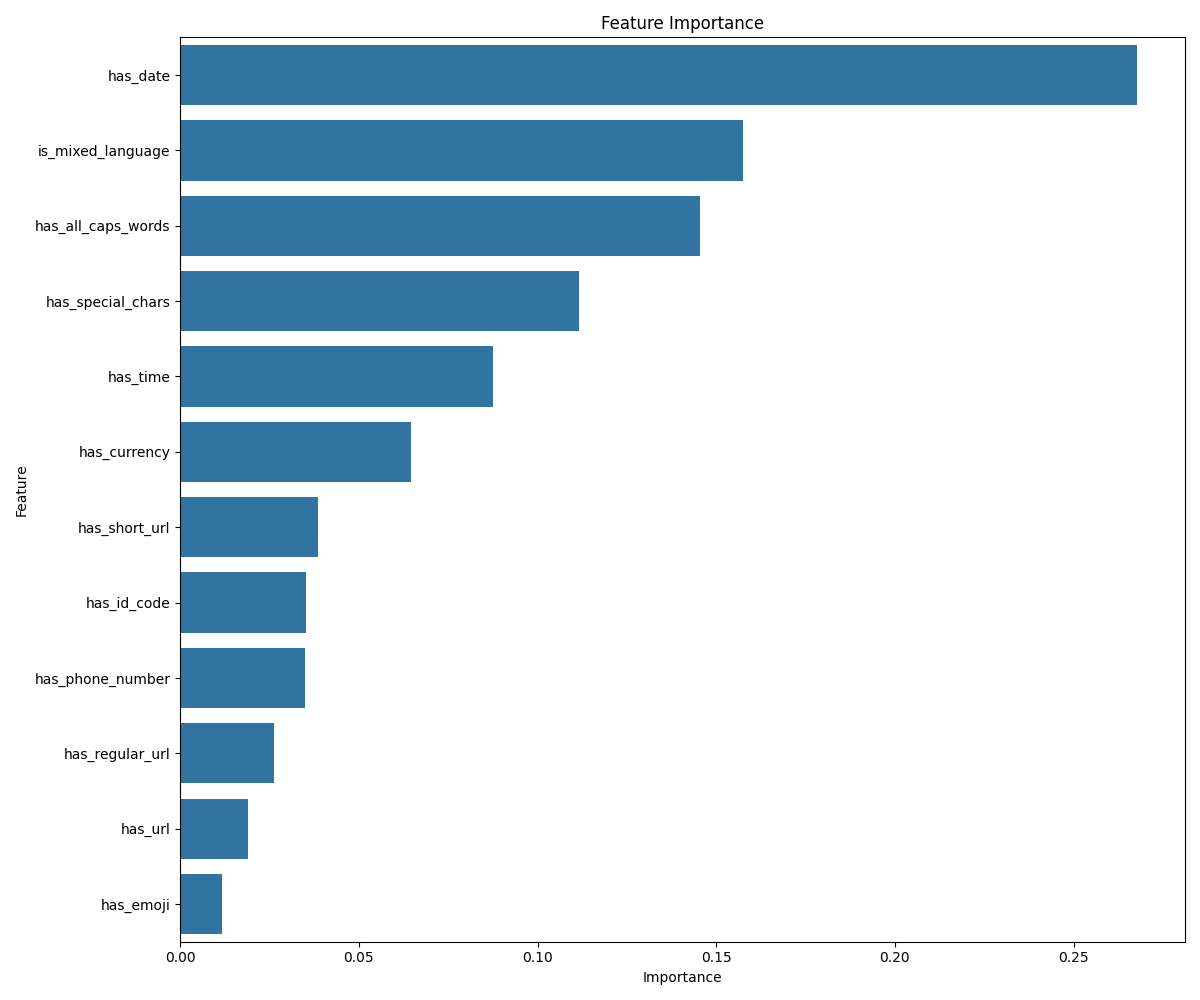 Feature Importance
has_date
is_mixed_language
has_all_caps_words
has_special_chars
has_time
has_currency
has_short_url
has_id_code
has_phone_number
has_regular_url
has_url
has_emoji
Feature
0.00 0.05 0.10 0.15 0.20 0.25
Importance